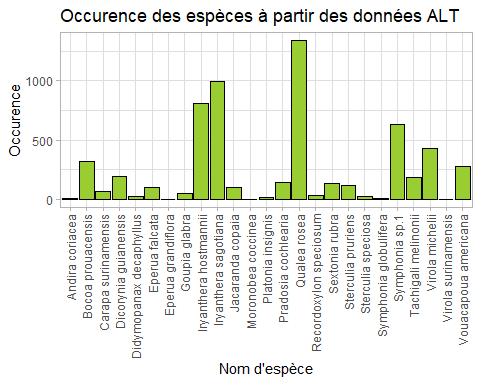 Occurence des espèces à partir des données ALT
Occurence
1000
500
0
Andira coriacea
Bocoa prouacensis
Carapa surinamensis
Dicorynia guianensis
Didymopanax decaphyllus
Eperua falcata
Eperua grandiflora
Goupia glabra
Iryanthera hostmannii
Iryanthera sagotiana
Jacaranda copaia
Moronobea coccinea
Platonia insignis
Pradosia cochlearia
Qualea rosea
Recordoxylon speciosum
Sextonia rubra
Sterculia pruriens
Sterculia speciosa
Symphonia globulifera
Symphonia sp.1
Tachigali melinonii
Virola michelii
Virola surinamensis
Vouacapoua americana
Nom d'espèce